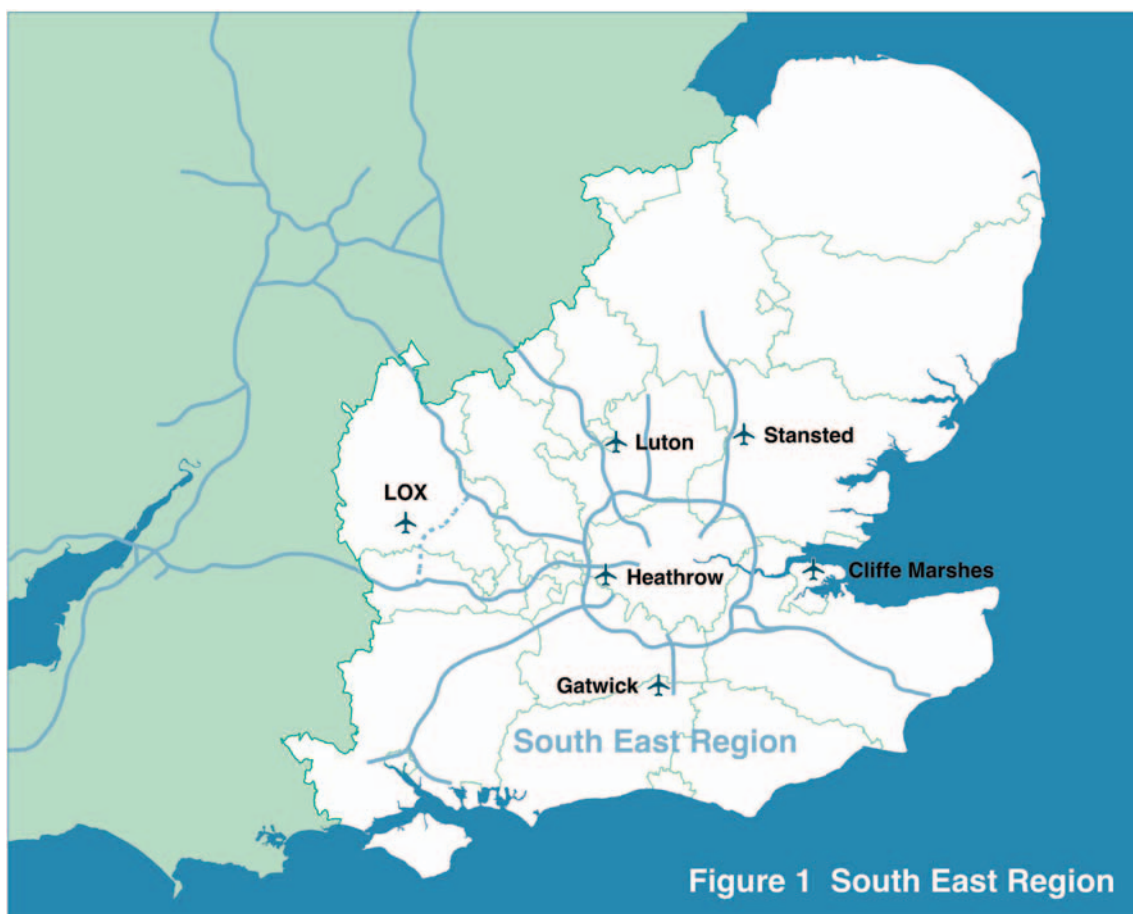 Luton
Stansted
LOX
Heathrow
Cliffe Marshes
Gatwick
South East Region
Figure 1 South East Region